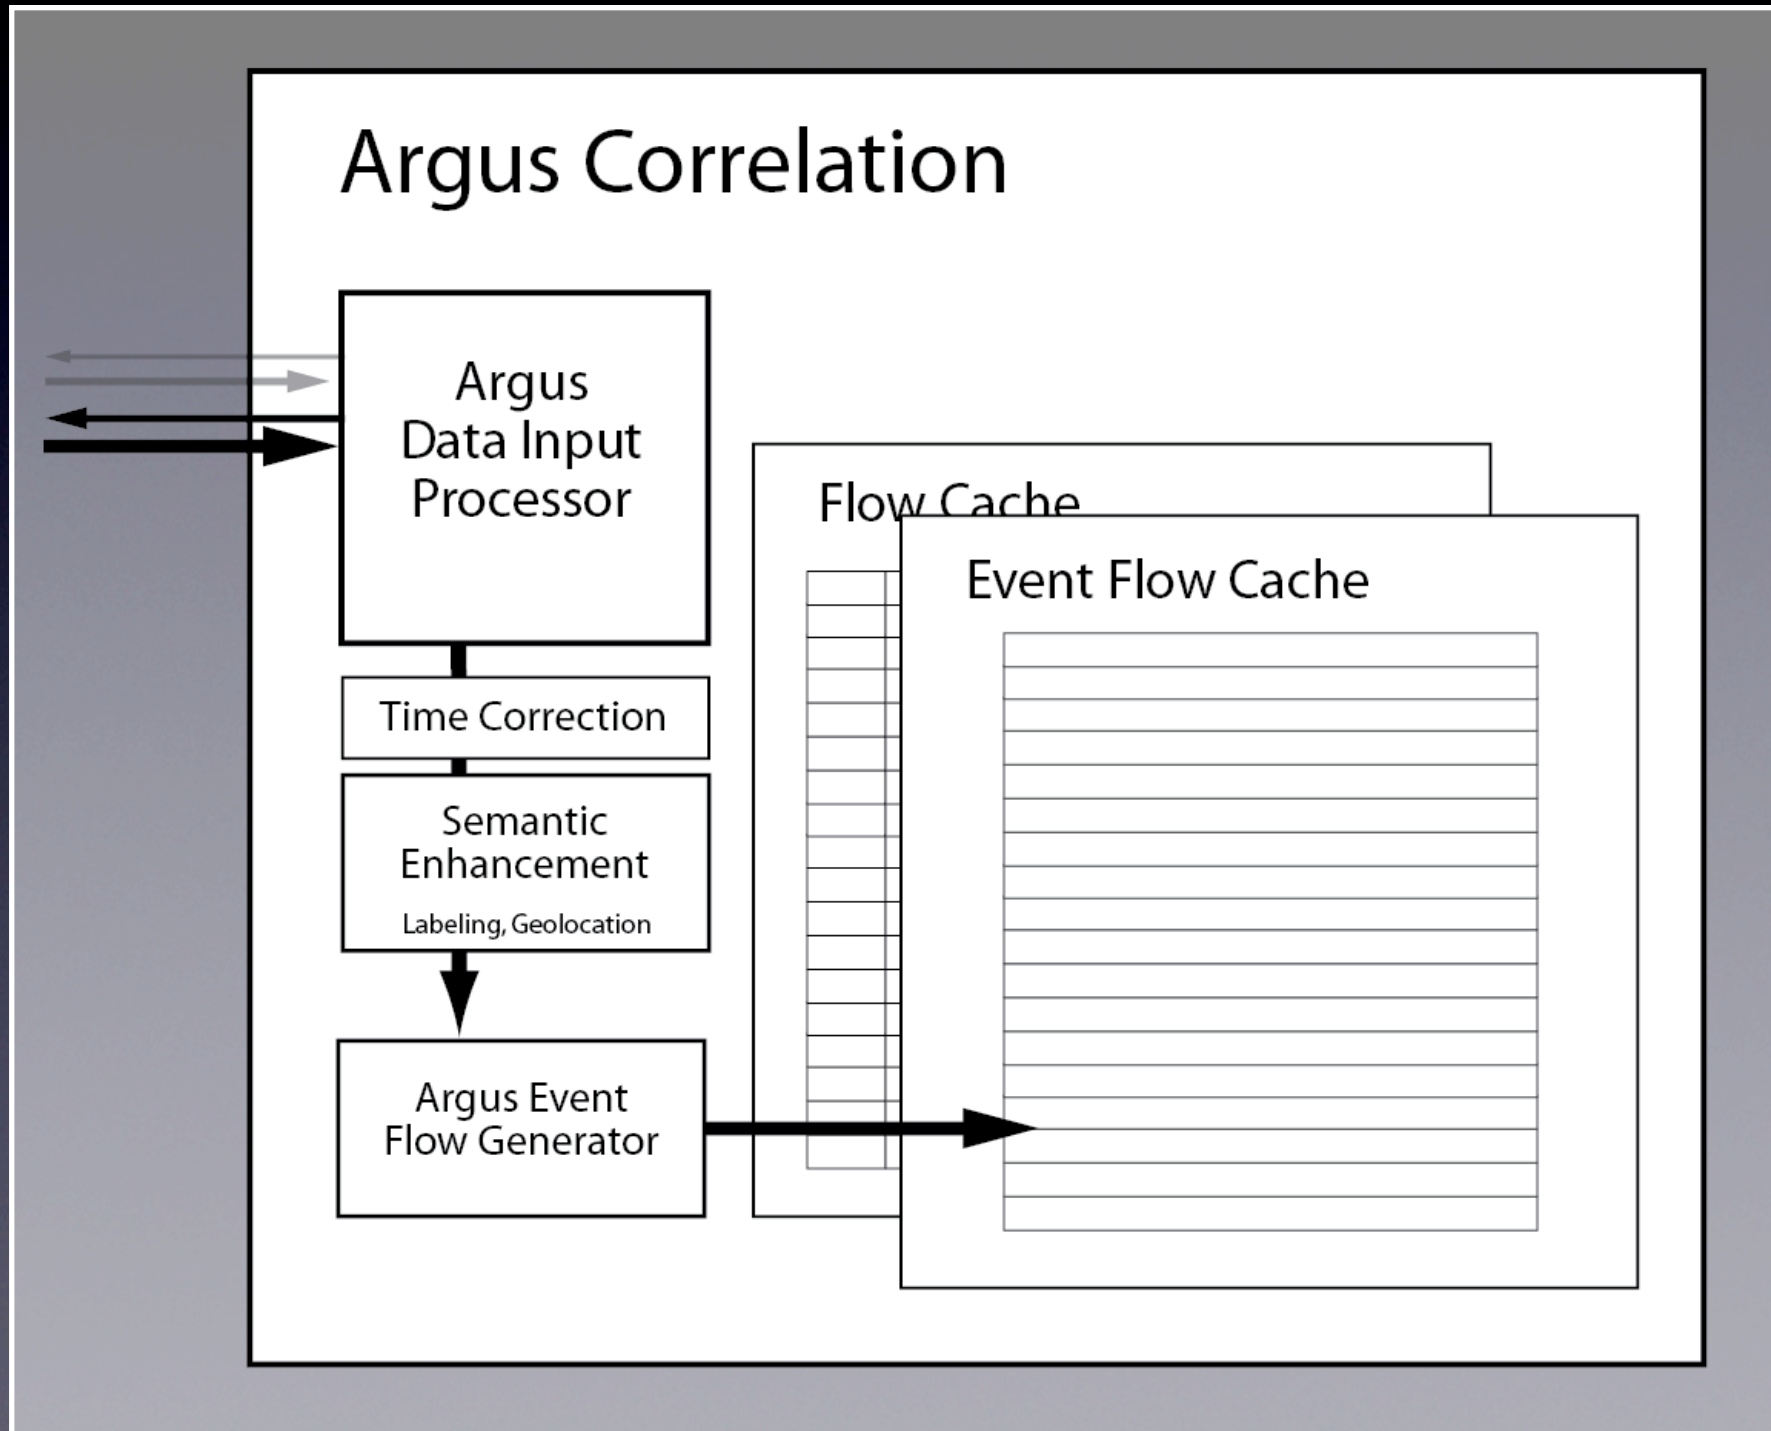 Argus Correlation
Argus
Data Input
Processor
Time Correction
Semantic
Enhancement
Labeling, Geolocation
Argus Event
Flow Generator
Flow Cache
Event Flow Cache